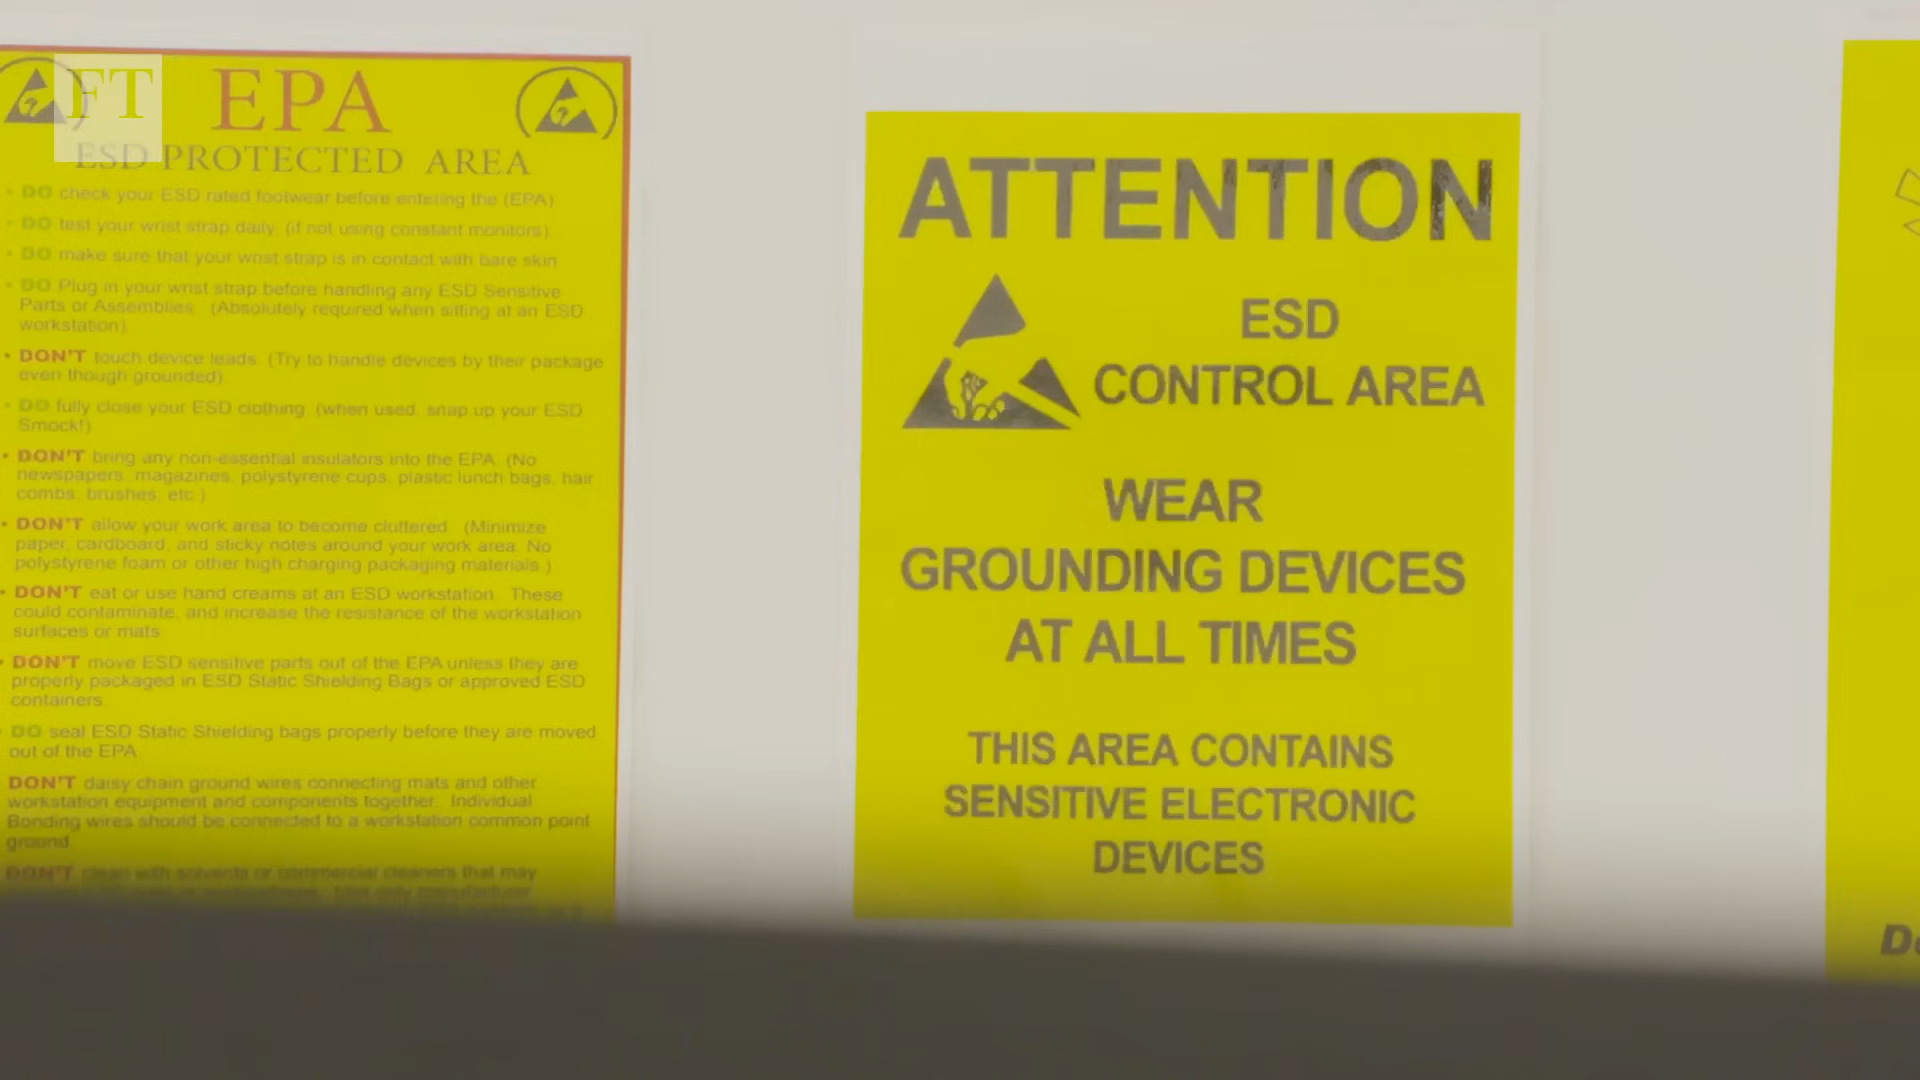 FT
EPA
ESD PROTECTED AREA
• DO check your ESD rated footwear before entering the (EPA)
• DO test your wrist strap daily. (if not using constant monitors)
• DO make sure that your wrist strap is in contact with bare skin
• DO Plug in your wrist strap before handling any ESD Sensitive
Parts or Assemblies. (Absolutely required when sitting at an ESD
workstation)
• DON'T touch device leads. (Try to handle devices by their package
even though grounded)
• DO fully close your ESD clothing. (when used, snap up your ESD
Smock!)
• DON'T bring any non-essential insulators into the EPA. (No
newspapers, magazines, polystyrene cups, plastic lunch bags, hair
combs, brushes, etc.)
• DON'T allow your work area to become cluttered. (Minimize
paper, cardboard, and sticky notes around your work area. No
polystyrene foam or other high charging packaging materials.)
• DON'T eat or use hand creams at an ESD workstation. These
could contaminate, and increase the resistance of the workstation
surfaces or mats.
• DON'T move ESD sensitive parts out of the EPA unless they are
properly packaged in ESD Static Shielding Bags or approved ESD
containers.
• DO seal ESD Static Shielding bags properly before they are moved
out of the EPA
DON'T daisy chain ground wires connecting mats and other
workstation equipment and components together. Individual
Bonding wires should be connected to a workstation common point
ground.
DON'T clean with solvents or commercial cleaners that may
ATTENTION
ESD
CONTROL AREA
WEAR
GROUNDING DEVICES
AT ALL TIMES
THIS AREA CONTAINS
SENSITIVE ELECTRONIC
DEVICES